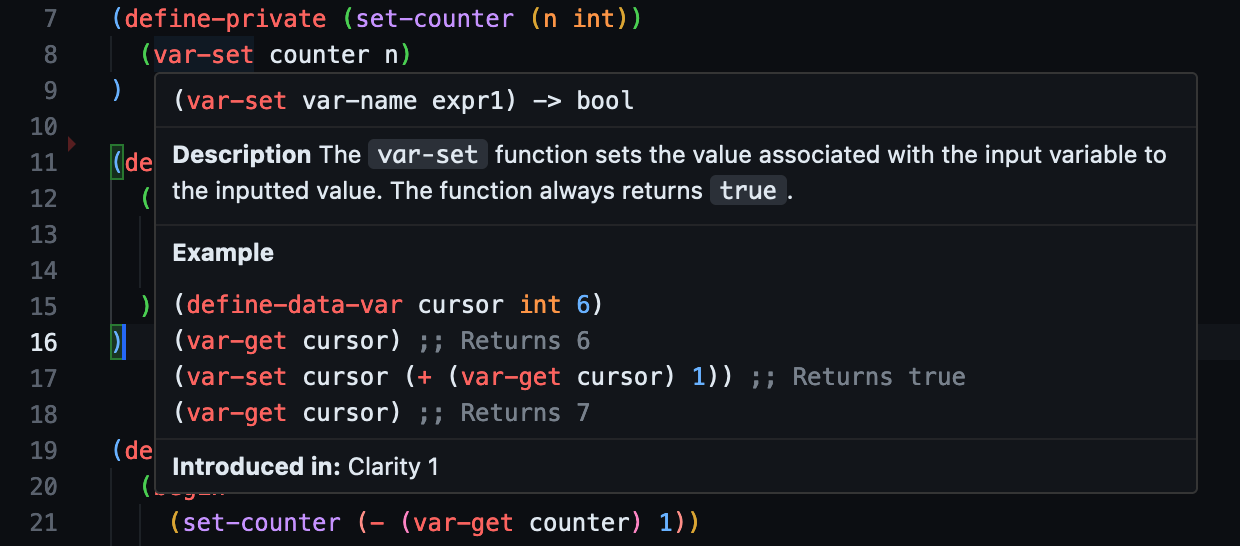 7 (define-private (set-counter (n int))
8 (var-set counter n)
9 )
(var-set var-name expr1) -> bool
10
Description The var-set function sets the value associated with the input variable to
11 (de
the inputted value. The function always returns true.
12 (
13
Example
14
15 )
(define-data-var cursor int 6)
16 )
(var-get cursor) ;; Returns 6
17
(var-set cursor (+ (var-get cursor) 1)) ;; Returns true
18
(var-get cursor) ;; Returns 7
19 (de
Introduced in: Clarity 1
20 (begin
21 (set-counter (- (var-get counter) 1))